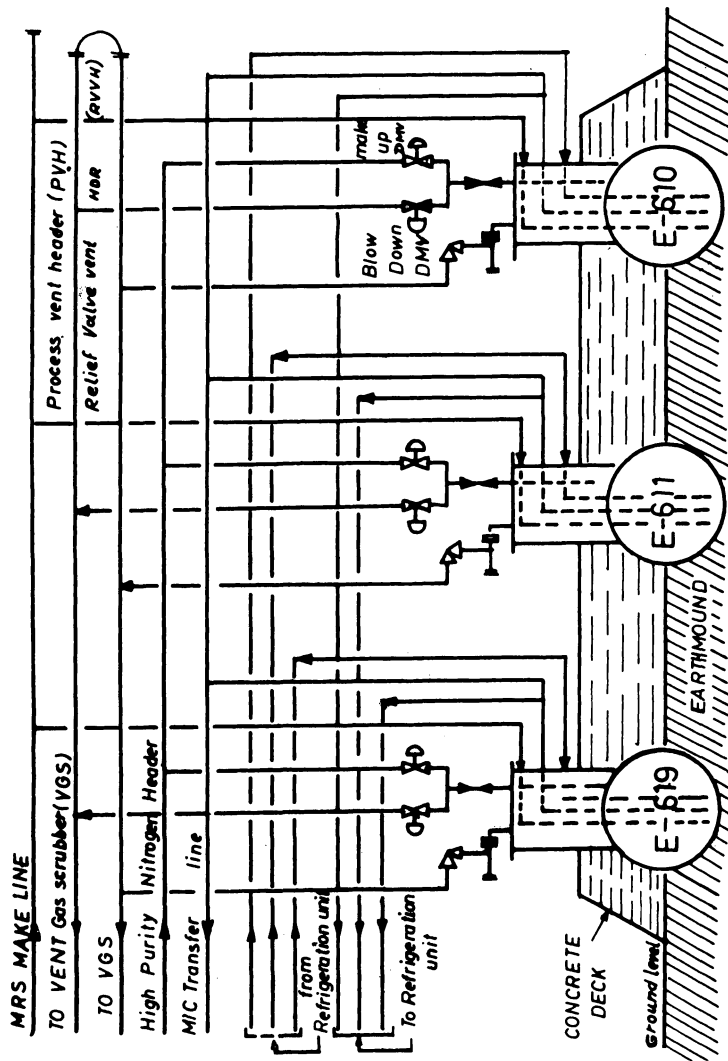 MRS MAKE LINE
TO VENT Gas scrubber (VGS)
Process vent header (PVH)
TO VGS
Relief Valve vent HDR (RVVH)
High Purity Nitrogen Header
MIC Transfer line
from
Refrigeration unit
To Refrigeration
unit
Blow
Down
DMV
make
up
DMV
E-619
E-611
E-610
CONCRETE
DECK
Ground level
EARTHMOUND